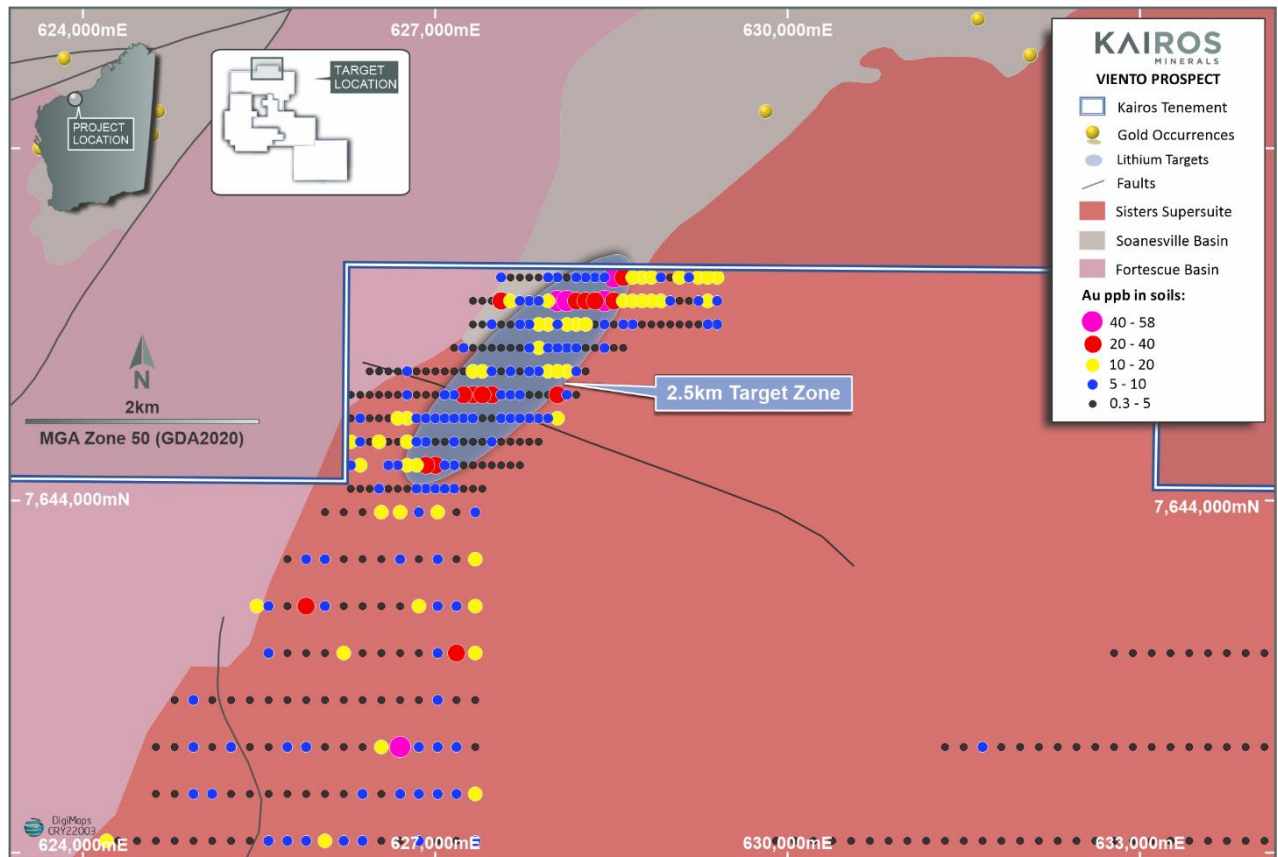 624,000mE
627,000mE
630,000mE
PROJECT
LOCATION
TARGET
LOCATION
KAIROS
MINERALS
VIENTO PROSPECT
Kairos Tenement
Gold Occurrences
Lithium Targets
Faults
Sisters Supersuite
Soanesville Basin
Fortescue Basin
Au ppb in soils:
40 - 58
20 - 40
10 - 20
5 - 10
0.3 - 5
N
2km
MGA Zone 50 (GDA2020)
2.5km Target Zone
7,644,000mN
7,644,000mN
DigiMaps
CRY22003
624,000mE
627,000mE
630,000mE
633,000mE